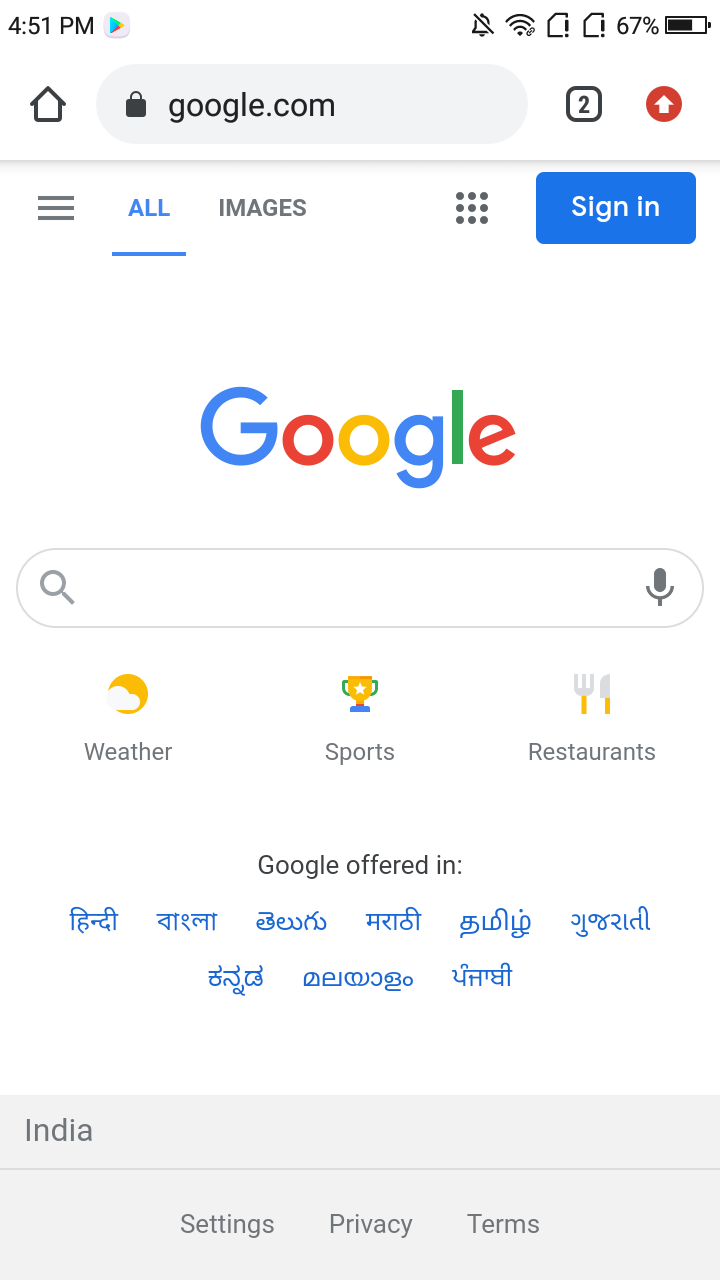 4:51 PM 67%
google.com 2
ALL IMAGES Sign in
Google
Weather Sports Restaurants
Google offered in:
हिन्दी বাংলা తెలుగు मराठी தமிழ் ગુજરાતી
ಕನ್ನಡ മലയാളം ਪੰਜਾਬੀ
India
Settings Privacy Terms